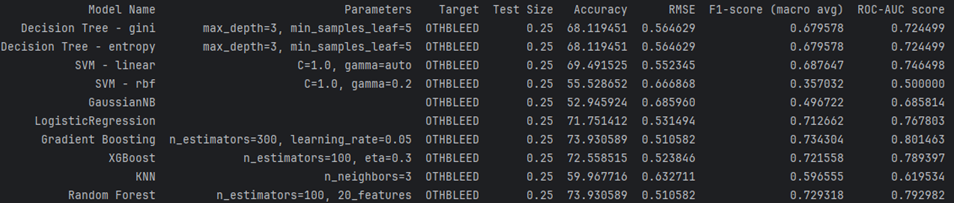 Model Name Parameters Target Test Size Accuracy RMSE F1-score (macro avg) ROC-AUC score
Decision Tree - gini max_depth=3, min_samples_leaf=5 OTHBLEED 0.25 68.119451 0.564629 0.679578 0.724499
Decision Tree - entropy max_depth=3, min_samples_leaf=5 OTHBLEED 0.25 68.119451 0.564629 0.679578 0.724499
SVM - linear C=1.0, gamma=auto OTHBLEED 0.25 69.491525 0.552345 0.687647 0.746498
SVM - rbf C=1.0, gamma=0.2 OTHBLEED 0.25 55.528652 0.666868 0.357032 0.500000
GaussianNB OTHBLEED 0.25 52.945924 0.685960 0.496722 0.685814
LogisticRegression OTHBLEED 0.25 71.751412 0.531494 0.712662 0.767803
Gradient Boosting n_estimators=300, learning_rate=0.05 OTHBLEED 0.25 73.930589 0.510582 0.734304 0.801463
XGBoost n_estimators=100, eta=0.3 OTHBLEED 0.25 72.558515 0.523846 0.721558 0.789397
KNN n_neighbors=3 OTHBLEED 0.25 59.967716 0.632711 0.596555 0.619534
Random Forest n_estimators=100, 20_features OTHBLEED 0.25 73.930589 0.510582 0.729318 0.792982